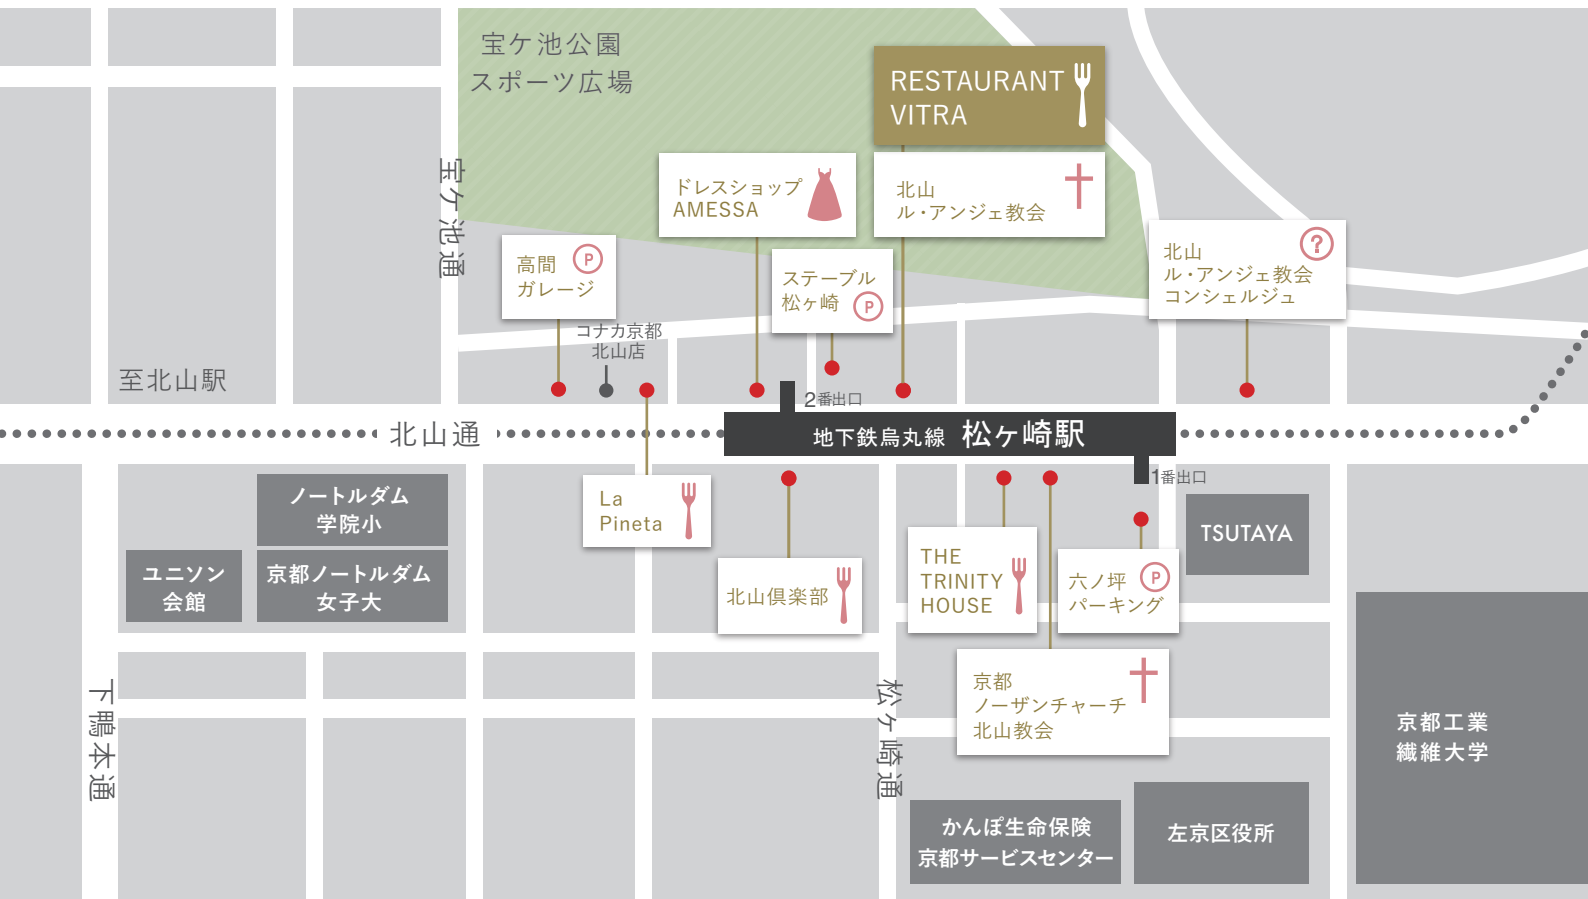 宝ケ池公園
スポーツ広場
RESTAURANT
VITRA
宝ケ池通
ドレスショップ
AMESSA
北山
ル・アンジェ教会
高間
ガレージ
P
ステーブル
松ヶ崎
P
北山
ル・アンジェ教会
コンシェルジュ
?
コナカ京都
北山店
至北山駅
2番出口
北山通
地下鉄烏丸線 松ヶ崎駅
1番出口
ノートルダム
学院小
La
Pineta
TSUTAYA
ユニソン
会館
京都ノートルダム
女子大
北山倶楽部
THE
TRINITY
HOUSE
六ノ坪
パーキング
P
下鴨本通
松ヶ崎通
京都
ノーザンチャーチ
北山教会
京都工業
繊維大学
かんぽ生命保険
京都サービスセンター
左京区役所